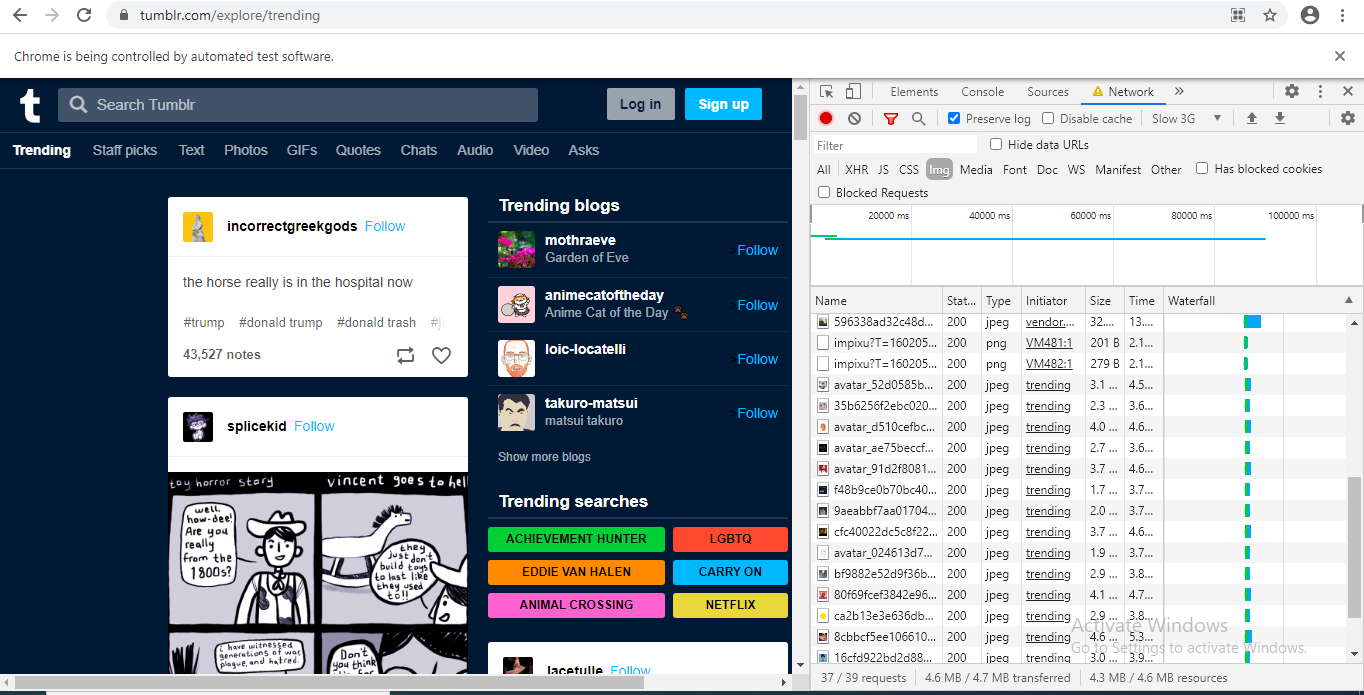 tumblr.com/explore/trending
Chrome is being controlled by automated test software.
t
Search Tumblr
Log in
Sign up
Trending Staff picks Text Photos GIFs Quotes Chats Audio Video Asks
incorrectgreekgods Follow
the horse really is in the hospital now
#trump #donald trump #donald trash
43,527 notes
splicekid Follow
toy horror story
vincent goes to hell
well,
how-dee!
Are you
really
from the
1800s?
they
just don't
build toys
to last like
they used
to!!
i have witnessed
generations of war,
plague, and hatred.
Don't
you think
Trending blogs
mothraeve
Garden of Eve
Follow
animecatoftheday
Anime Cat of the Day
Follow
loic-locatelli
Follow
takuro-matsui
matsui takuro
Follow
Show more blogs
Trending searches
ACHIEVEMENT HUNTER
LGBTQ
EDDIE VAN HALEN
CARRY ON
ANIMAL CROSSING
NETFLIX
lacetulle Follow
Elements Console Sources Network »
Preserve log Disable cache Slow 3G
Filter
Hide data URLs
All XHR JS CSS Img Media Font Doc WS Manifest Other Has blocked cookies
Blocked Requests
20000 ms 40000 ms 60000 ms 80000 ms 100000 ms
Name Stat... Type Initiator Size Time Waterfall
596338ad32c48d... 200 jpeg vendor.... 32.... 13....
impixu?T=160205... 200 png VM481:1 201 B 2.1...
impixu?T=160205... 200 png VM482:1 279 B 2.1...
avatar_52d0585b... 200 jpeg trending 3.1 ... 4.5...
35b6256f2ebc020... 200 jpeg trending 2.3 ... 3.6...
avatar_d510cefbc... 200 jpeg trending 4.0 ... 4.6...
avatar_ae75beccf... 200 jpeg trending 2.7 ... 3.6...
avatar_91d2f8081... 200 jpeg trending 3.7 ... 4.6...
f48b9ce0b70bc40... 200 jpeg trending 1.7 ... 3.7...
9aeabbf7aa01704... 200 jpeg trending 2.0 ... 3.7...
cfc40022dc5c8f22... 200 jpeg trending 3.7 ... 4.6...
avatar_024613d7... 200 jpeg trending 1.9 ... 3.7...
bf9882e52d9f36b... 200 jpeg trending 2.9 ... 3.8...
80f69fcef3842e96... 200 jpeg trending 4.1 ... 4.7...
ca2b13e3e636db... 200 jpeg trending 2.9 ... 3.8...
8cbbcf5ee106610... 200 jpeg trending 4.6 ... 5.3...
16cfd922bd2d88... 200 jpeg trending 3.0 ... 3.9...
Activate Windows
Go to Settings to activate Windows.
37 / 39 requests 4.6 MB / 4.7 MB transferred 4.3 MB / 4.6 MB resources